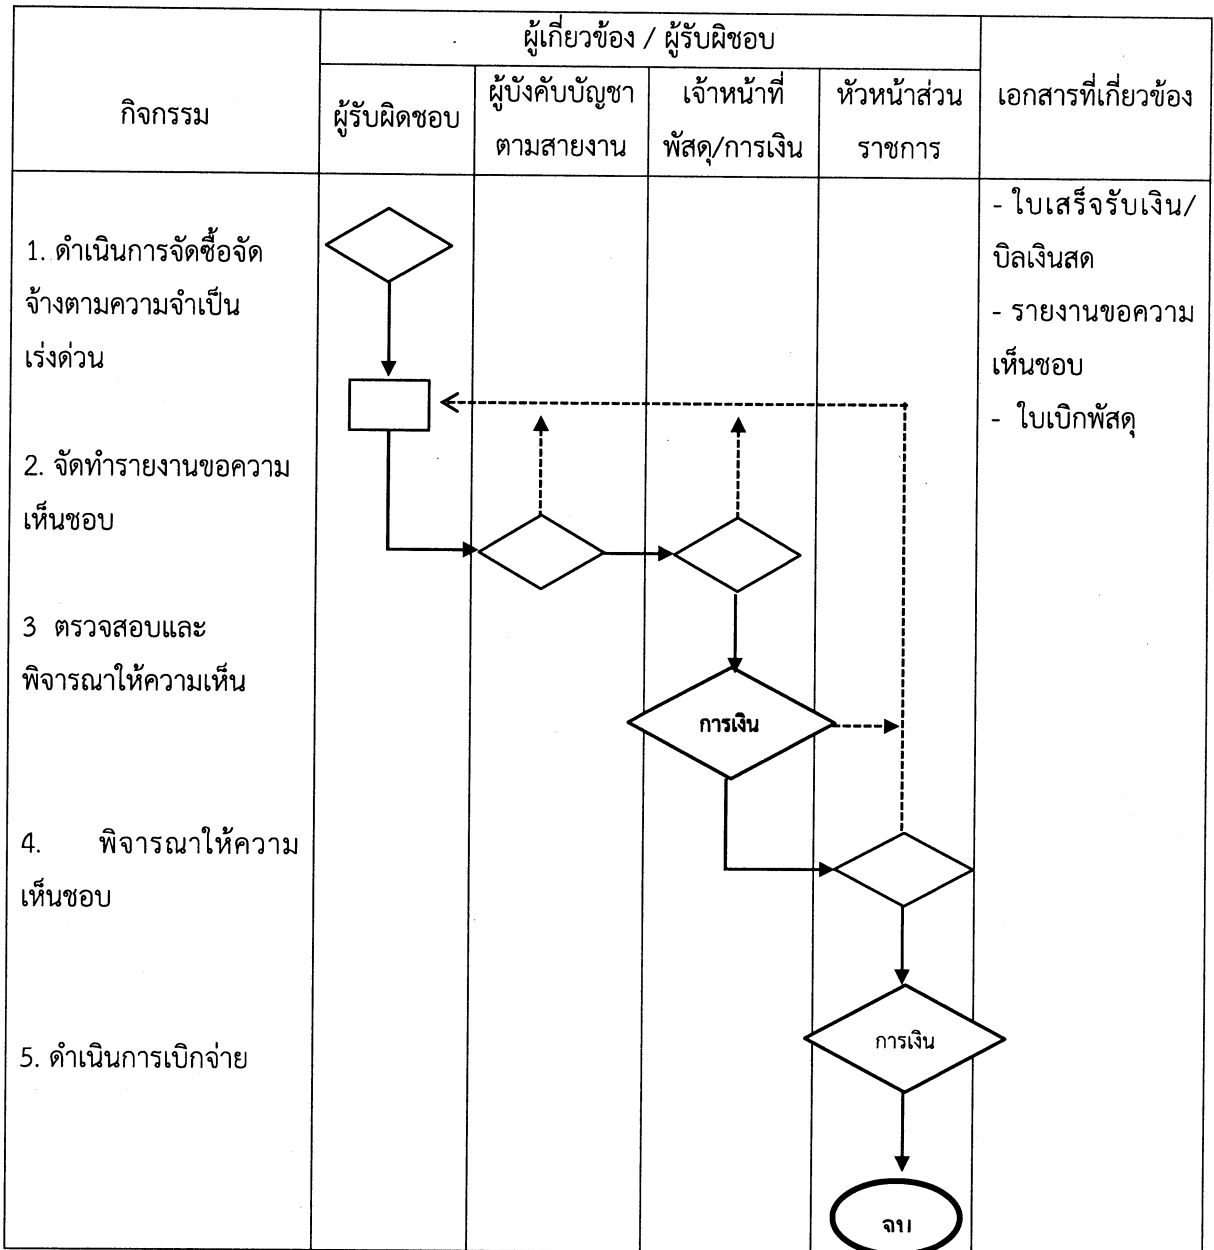 ผู้เกี่ยวข้อง / ผู้รับผิชอบ
กิจกรรม
ผู้รับผิดชอบ
ผู้บังคับบัญชา
ตามสายงาน
เจ้าหน้าที่
พัสดุ/การเงิน
หัวหน้าส่วน
ราชการ
เอกสารที่เกี่ยวข้อง
1. ดำเนินการจัดซื้อจัด
จ้างตามความจำเป็น
เร่งด่วน
2. จัดทำรายงานขอความ
เห็นชอบ
3 ตรวจสอบและ
พิจารณาให้ความเห็น
4. พิจารณาให้ความ
เห็นชอบ
5. ดำเนินการเบิกจ่าย
การเงิน
การเงิน
จบ
- ใบเสร็จรับเงิน/
บิลเงินสด
- รายงานขอความ
เห็นชอบ
- ใบเบิกพัสดุ